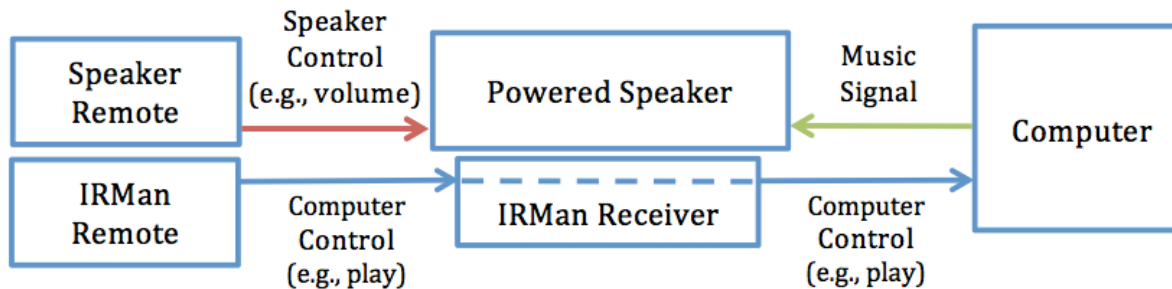 Speaker
Remote
Speaker
Control
(e.g., volume)
Powered Speaker
Music
Signal
Computer
IRMan
Remote
Computer
Control
(e.g., play)
IRMan Receiver
Computer
Control
(e.g., play)